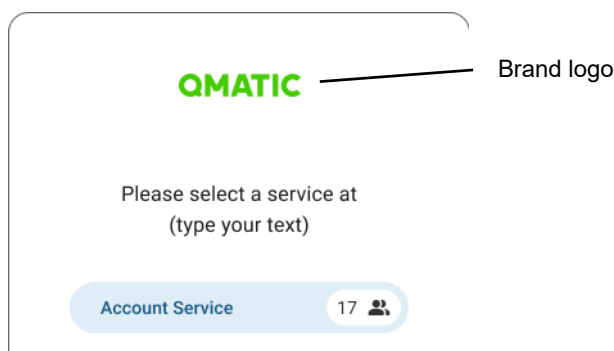 QMATIC
Brand logo
Please select a service at
(type your text)
Account Service
17